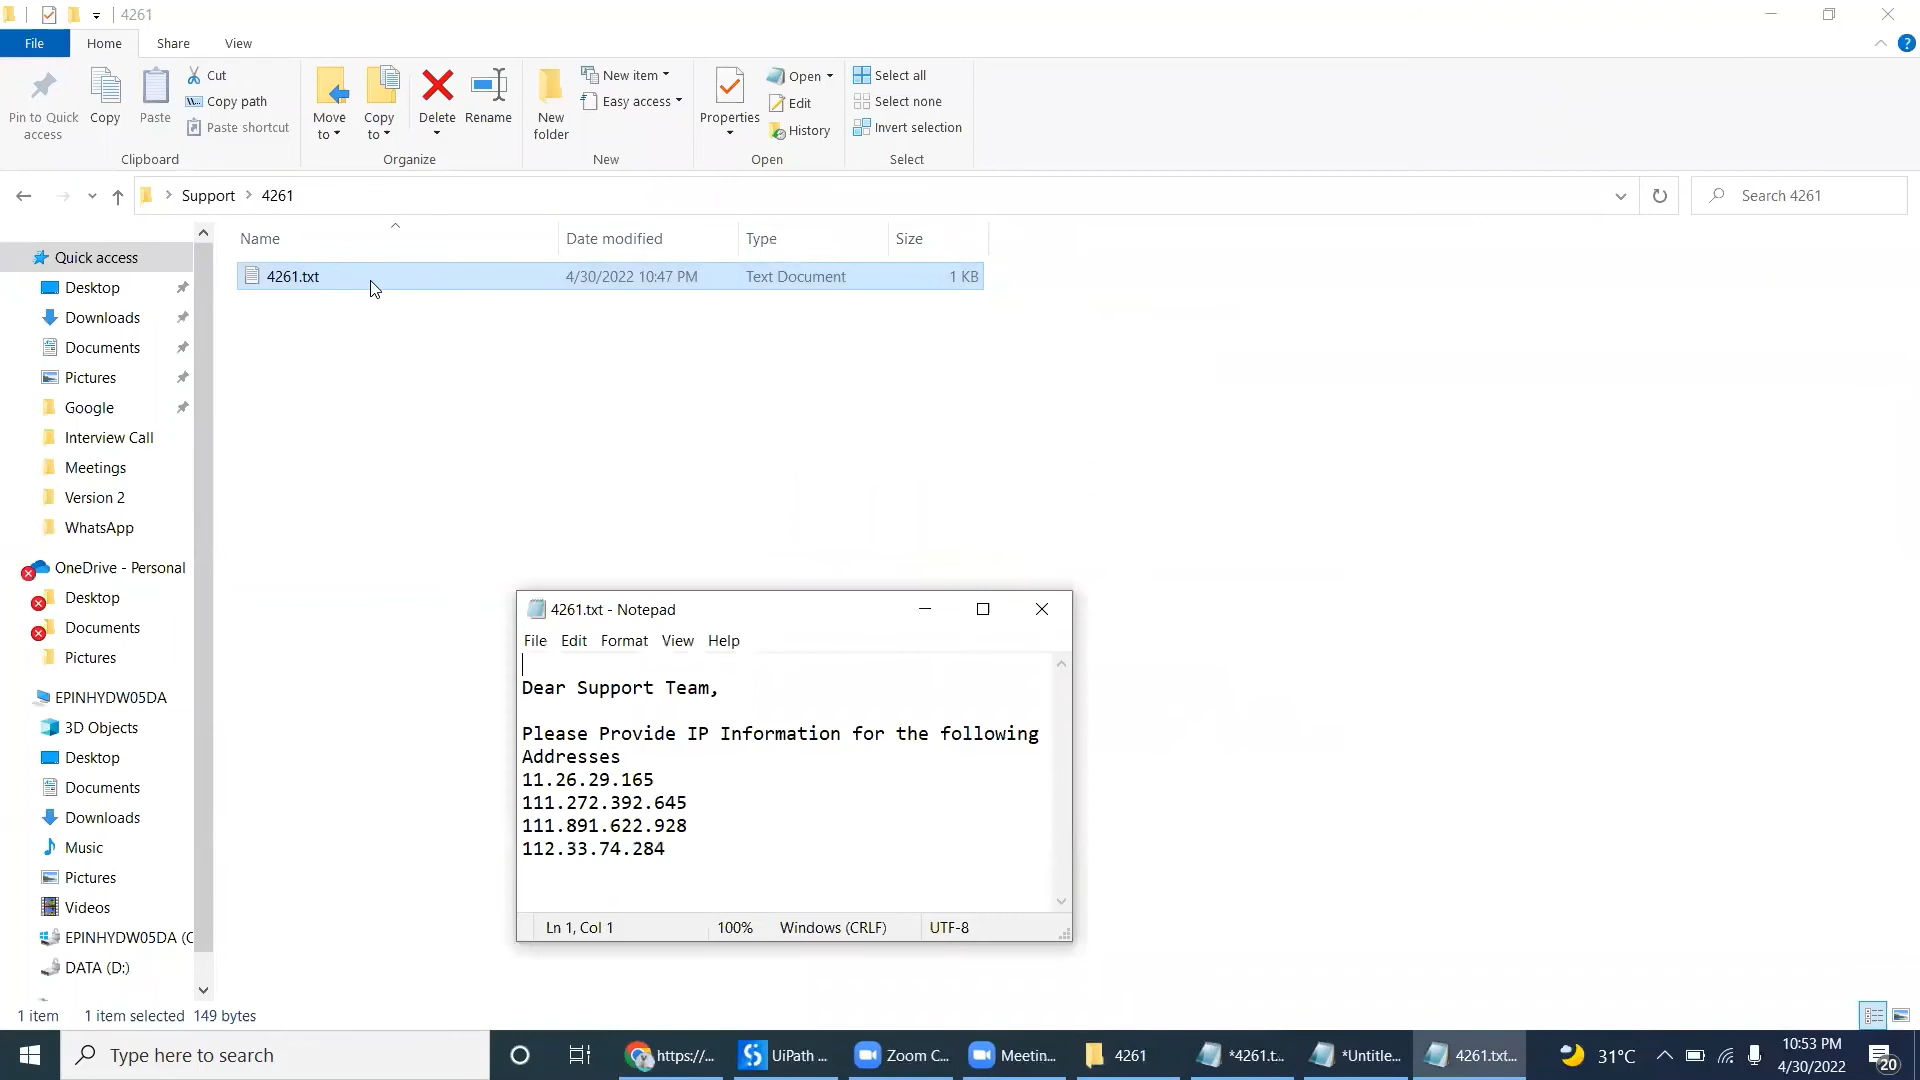 4261
File
Home
Share
View
Pin to Quick
access
Copy
Paste
Cut
Copy path
Paste shortcut
Clipboard
Move
to
Copy
to
Delete
Rename
Organize
New
folder
New item
Easy access
New
Properties
Open
Edit
History
Open
Select all
Select none
Invert selection
Select
Support
4261
Search 4261
Name
Date modified
Type
Size
4261.txt
4/30/2022 10:47 PM
Text Document
1 KB
Quick access
Desktop
Downloads
Documents
Pictures
Google
Interview Call
Meetings
Version 2
WhatsApp
OneDrive - Personal
Desktop
Documents
Pictures
EPINHYDW05DA
3D Objects
Desktop
Documents
Downloads
Music
Pictures
Videos
EPINHYDW05DA (C
DATA (D:)
4261.txt - Notepad
File Edit Format View Help
Dear Support Team,
Please Provide IP Information for the following
Addresses
11.26.29.165
111.272.392.645
111.891.622.928
112.33.74.284
Ln 1, Col 1
100%
Windows (CRLF)
UTF-8
1 item
1 item selected
149 bytes
Type here to search
https://...
UiPath ...
Zoom C...
Meetin...
4261
*4261.t...
*Untitle...
4261.txt...
31°C
10:53 PM
4/30/2022
20